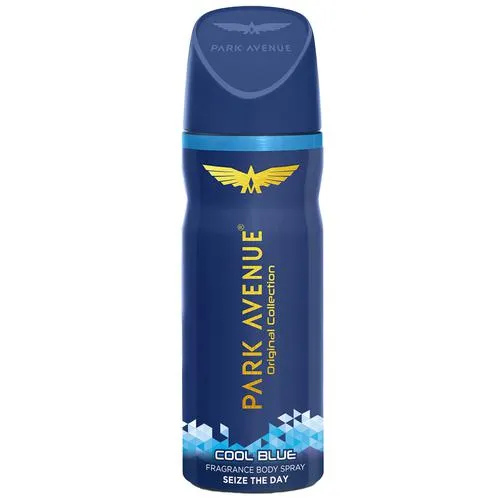 PARK AVENUE
PARK AVENUE®
Original Collection
COOL BLUE
FRAGRANCE BODY SPRAY
SEIZE THE DAY